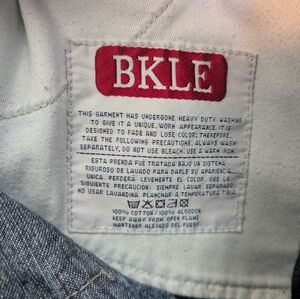 BKLE
THIS GARMENT HAS UNDERGONE HEAVY-DUTY WASHING
TO GIVE IT A UNIQUE, WORN APPEARANCE. IT IS
DESIGNED TO FADE AND LOSE COLOR; THEREFORE,
TAKE THE FOLLOWING PRECAUTIONS. ALWAYS WASH
SEPARATELY, DO NOT USE BLEACH. USE A WARM IRON
ESTA PRENDA FUE TRATADA BAJO UN SISTEMA
RIGUROSO DE LAVADO PARA DARLE SU APARIENCIA
UNICA. PERDERA LEVEMENTE EL COLOR. USE LA
SIGUIENTE PRECAUCION: SIEMPRE LAVAR SEPARADO.
NO USAR LAVANDINA. PLANCHAR A TEMPERATURA TIBIA
100% COTTON/100% ALGODON
KEEP AWAY FROM OPEN FLAME
MANTENER ALEJADO DEL FUEGO